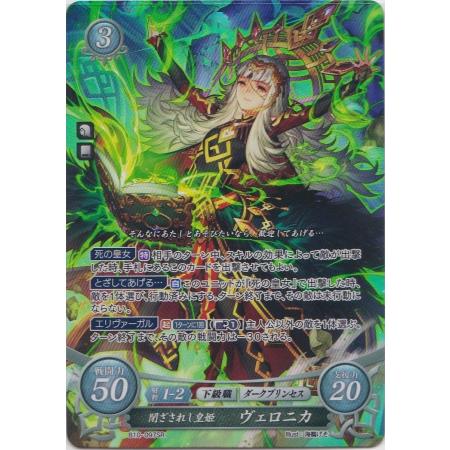 3
そんなにあたしとあそびたいなら、歓迎してあげる…
死の皇女 特 相手のターン中、スキルの効果によって敵が出撃
した時、手札にあるこのカードを出撃させてもよい。
とざしてあげる… 自 このユニットが『死の皇女』で出撃した時、
敵を1体選び、行動済みにする。ターン終了まで、その敵は未行動に
ならない。
エリヴァーガル 起 1ターンに1回 1 主人公以外の敵を1体選ぶ。
ターン終了まで、その敵の戦闘力は－30される。
戦闘力
50
射程 1-2
下級職
ダークプリンセス
支援力
20
閉ざされし皇姫
ヴェロニカ
B10-097SR
Illust.